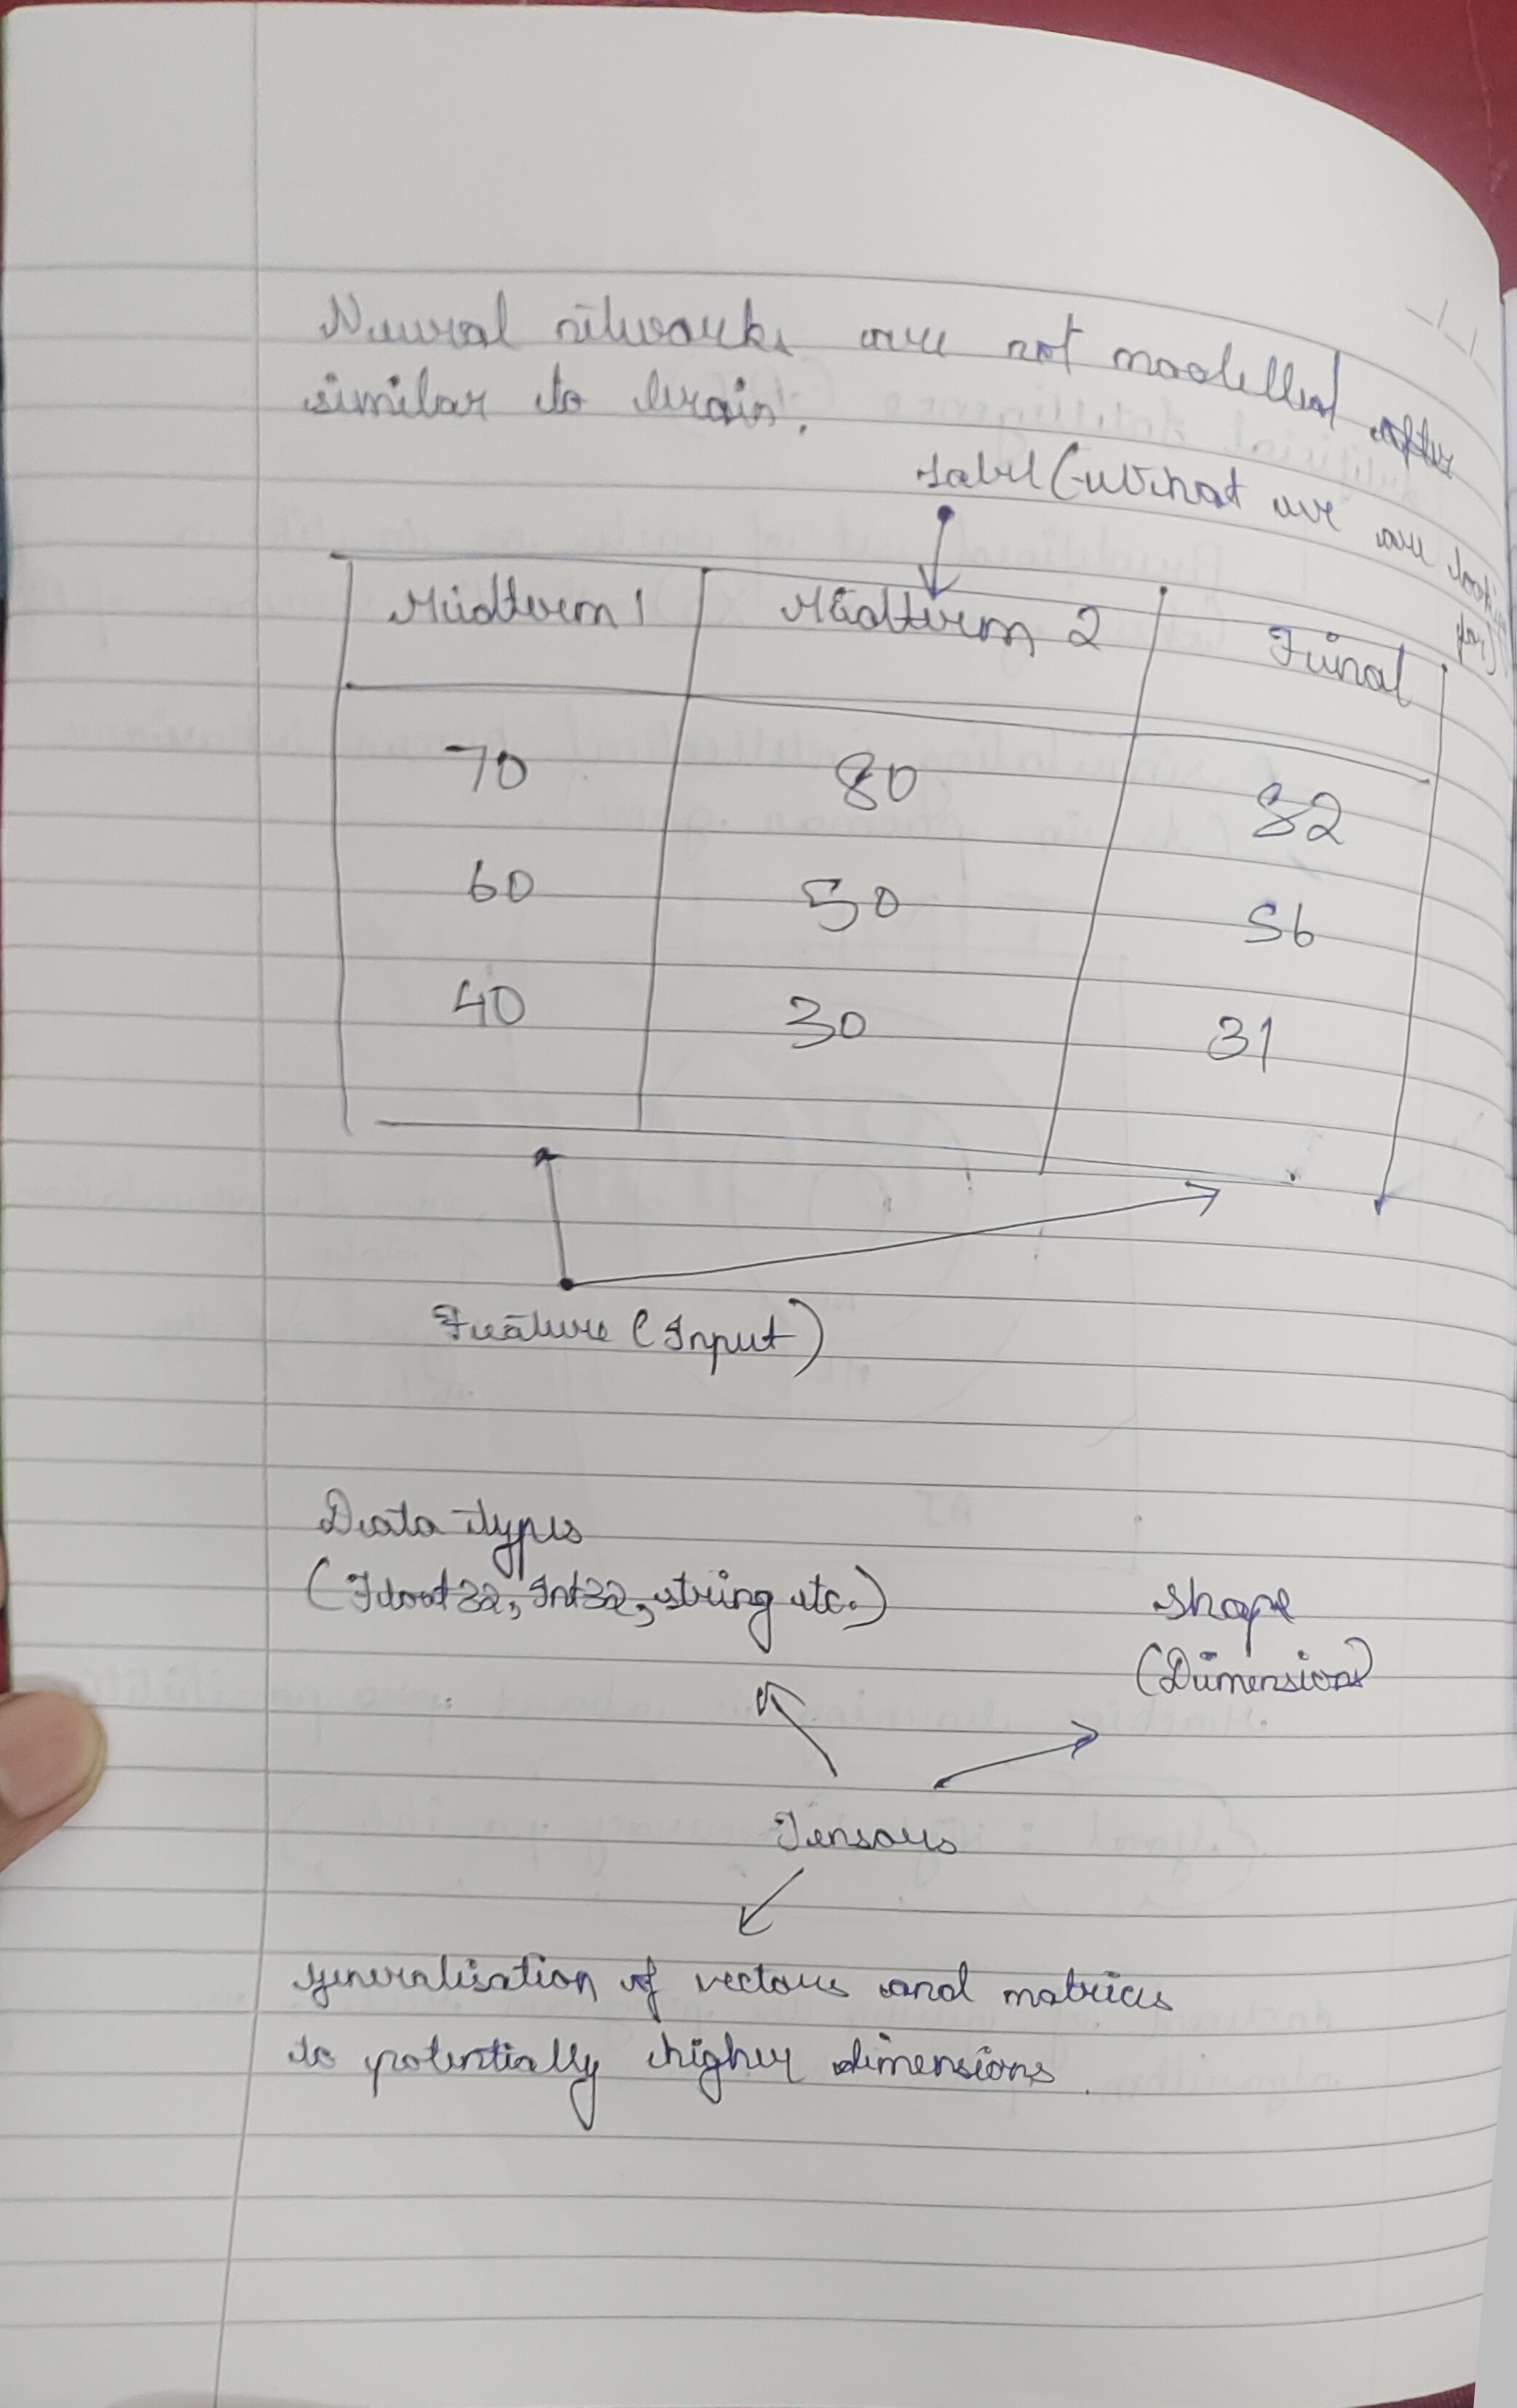 Neural networks are not modelled after
similar to brain.
Label (what we are looking
for)
Midterm 1 Midterm 2 Final
70 80 82
60 50 56
40 30 31
Feature (Input)
Data types
(Float32, Int32, string etc.)
shape
(Dimension)
Tensors
generalisation of vectors and matrices
to potentially higher dimensions.